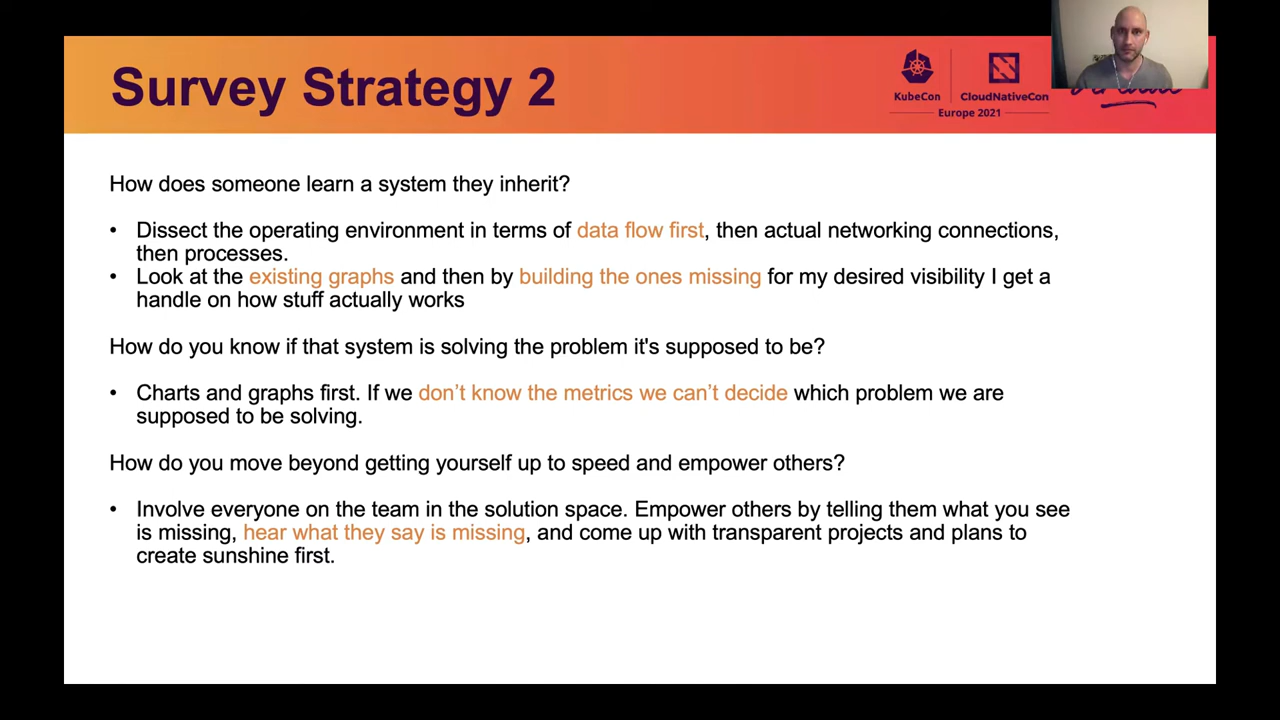 Survey Strategy 2
KubeCon
CloudNativeCon
Europe 2021
How does someone learn a system they inherit?
• Dissect the operating environment in terms of data flow first, then actual networking connections,
then processes.
• Look at the existing graphs and then by building the ones missing for my desired visibility I get a
handle on how stuff actually works
How do you know if that system is solving the problem it's supposed to be?
• Charts and graphs first. If we don’t know the metrics we can’t decide which problem we are
supposed to be solving.
How do you move beyond getting yourself up to speed and empower others?
• Involve everyone on the team in the solution space. Empower others by telling them what you see
is missing, hear what they say is missing, and come up with transparent projects and plans to
create sunshine first.